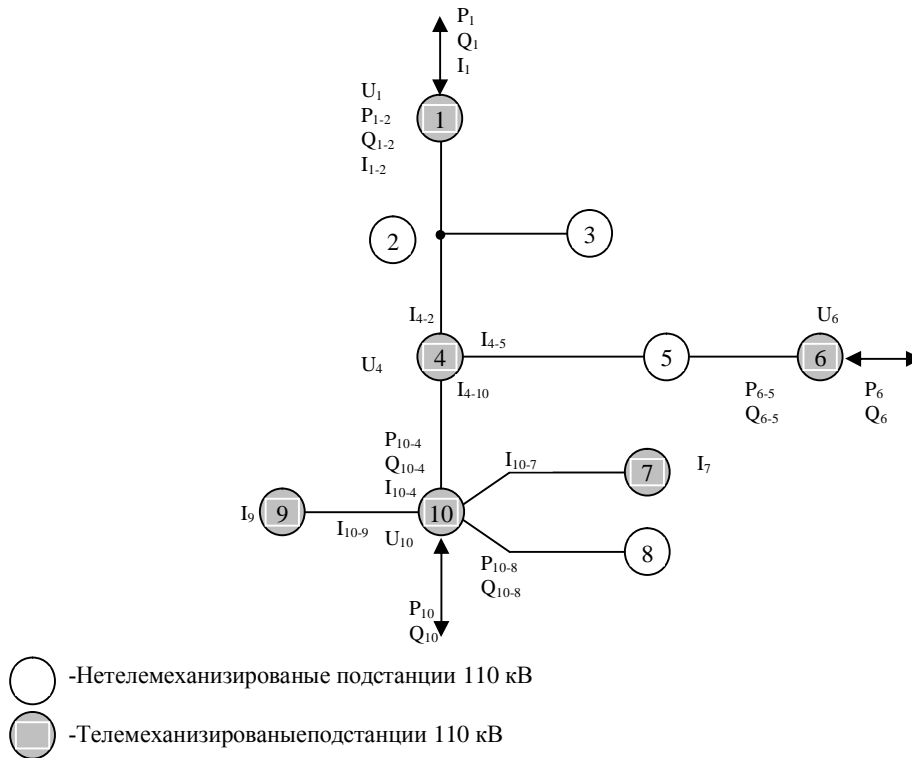 P₁
Q₁
I₁
U₁
P₁₋₂
Q₁₋₂
I₁₋₂
1
2
3
I₄₋₂
I₄₋₅
U₆
4
5
6
U₄
I₄₋₁₀
P₆₋₅
Q₆₋₅
P₆
Q₆
P₁₀₋₄
Q₁₀₋₄
I₁₀₋₄
I₁₀₋₇
7
I₇
I₉
9
10
I₁₀₋₉
U₁₀
8
P₁₀₋₈
Q₁₀₋₈
P₁₀
Q₁₀
-Нетелемеханизированые подстанции 110 кВ
-Телемеханизированыеподстанции 110 кВ